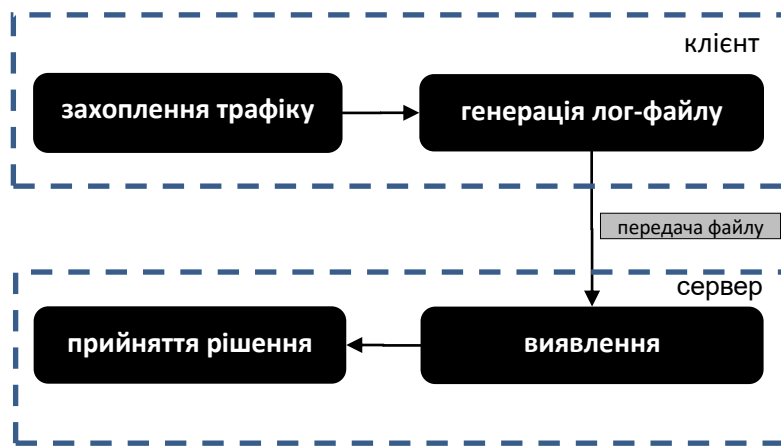 клієнт
захоплення трафіку
генерація лог-файлу
передача файлу
сервер
прийняття рішення
виявлення